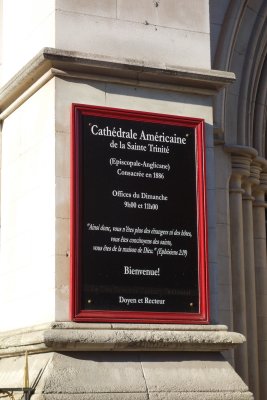 Cathédrale Américaine
de la Sainte Trinité
(Episcopale-Anglicane)
Consacrée en 1886
Offices du Dimanche
9h00 et 11h00
"Ainsi donc, vous n'êtes plus des étrangers ni des hôtes,
vous êtes concitoyens des saints,
vous êtes de la maison de Dieu." (Ephésiens 2:19)
Bienvenue!
Doyen et Recteur